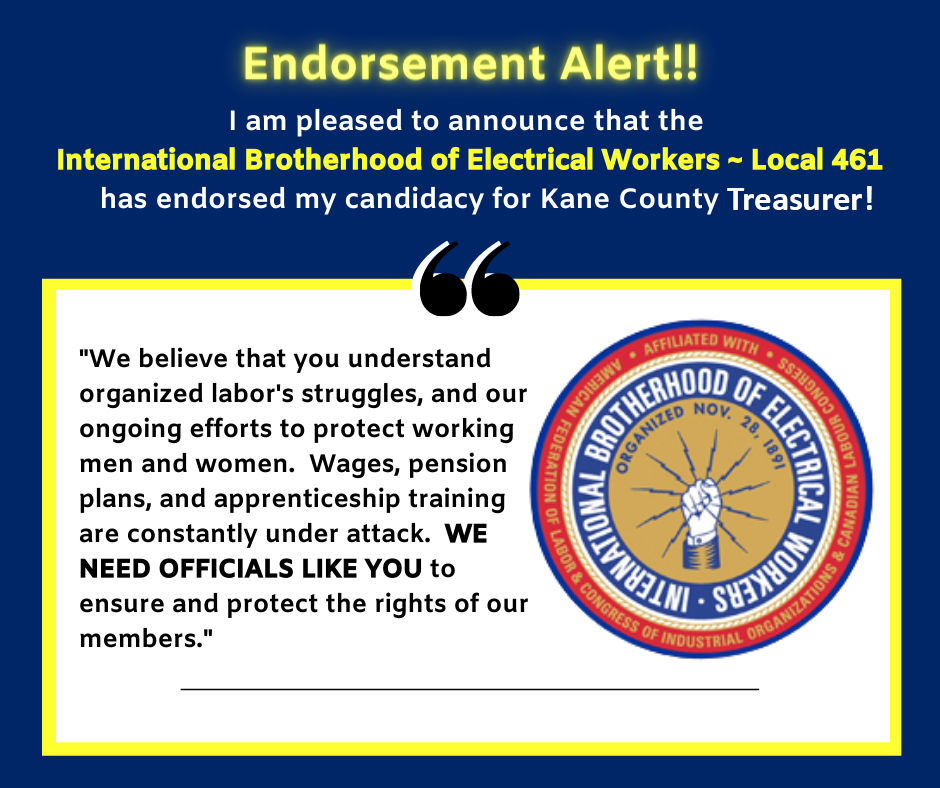 Endorsement Alert!!
I am pleased to announce that the
International Brotherhood of Electrical Workers ~ Local 461
has endorsed my candidacy for Kane County Treasurer!
"We believe that you understand
organized labor's struggles, and our
ongoing efforts to protect working
men and women.  Wages, pension
plans, and apprenticeship training
are constantly under attack.  WE
NEED OFFICIALS LIKE YOU to
ensure and protect the rights of our
members."
AFFILIATED WITH • AMERICAN FEDERATION OF LABOR & CONGRESS OF INDUSTRIAL ORGANIZATIONS & CANADIAN LABOUR CONGRESS •
INTERNATIONAL BROTHERHOOD OF ELECTRICAL WORKERS •
ORGANIZED NOV. 28, 1891